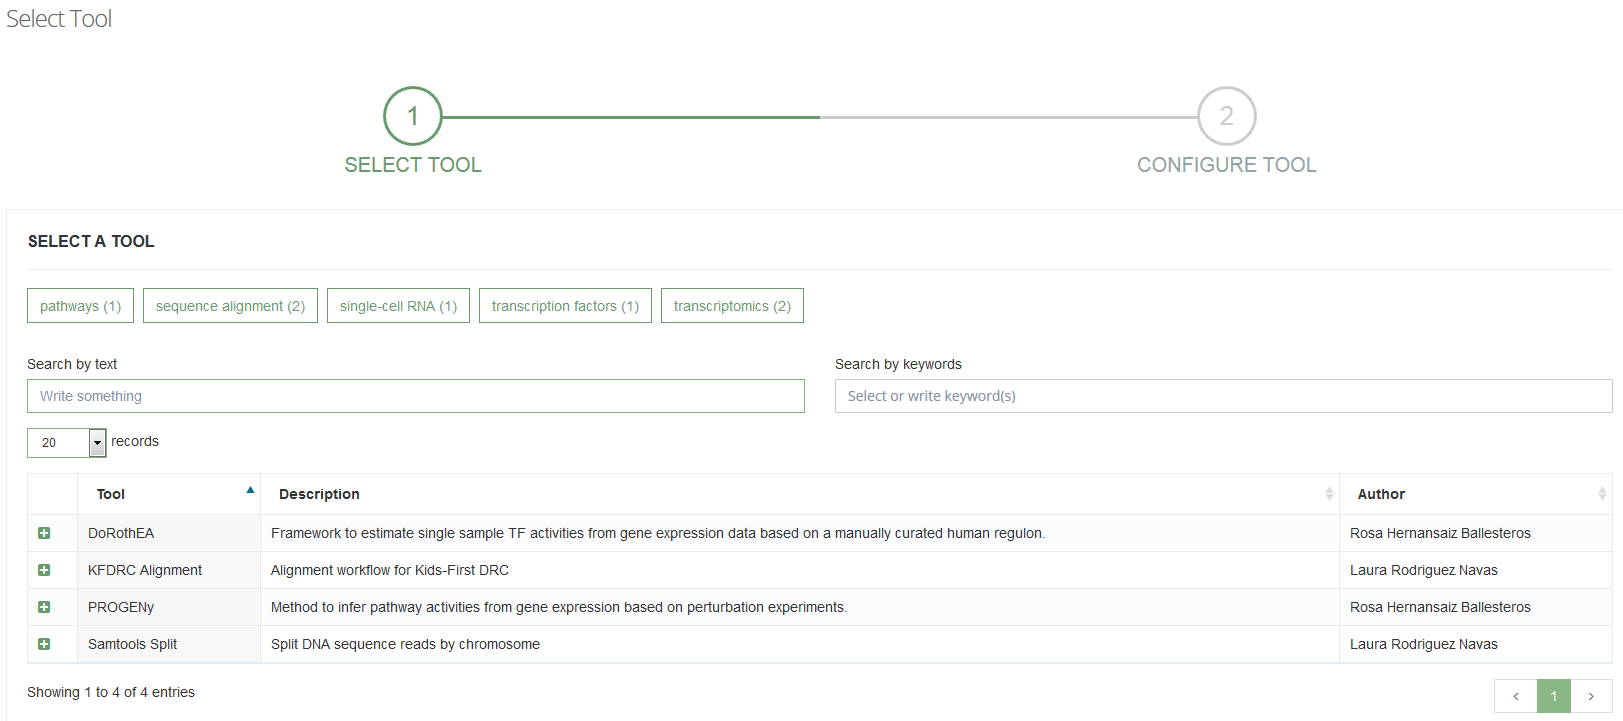 Select Tool
1
2
SELECT TOOL
CONFIGURE TOOL
SELECT A TOOL
pathways (1)
sequence alignment (2)
single-cell RNA (1)
transcription factors (1)
transcriptomics (2)
Search by text
Search by keywords
Write something
Select or write keyword(s)
20 records
Tool Description Author
DoRothEA Framework to estimate single sample TF activities from gene expression data based on a manually curated human regulon. Rosa Hernansaiz Ballesteros
KFDRC Alignment Alignment workflow for Kids-First DRC Laura Rodriguez Navas
PROGENy Method to infer pathway activities from gene expression based on perturbation experiments. Rosa Hernansaiz Ballesteros
Samtools Split Split DNA sequence reads by chromosome Laura Rodriguez Navas
Showing 1 to 4 of 4 entries
‹ 1 ›